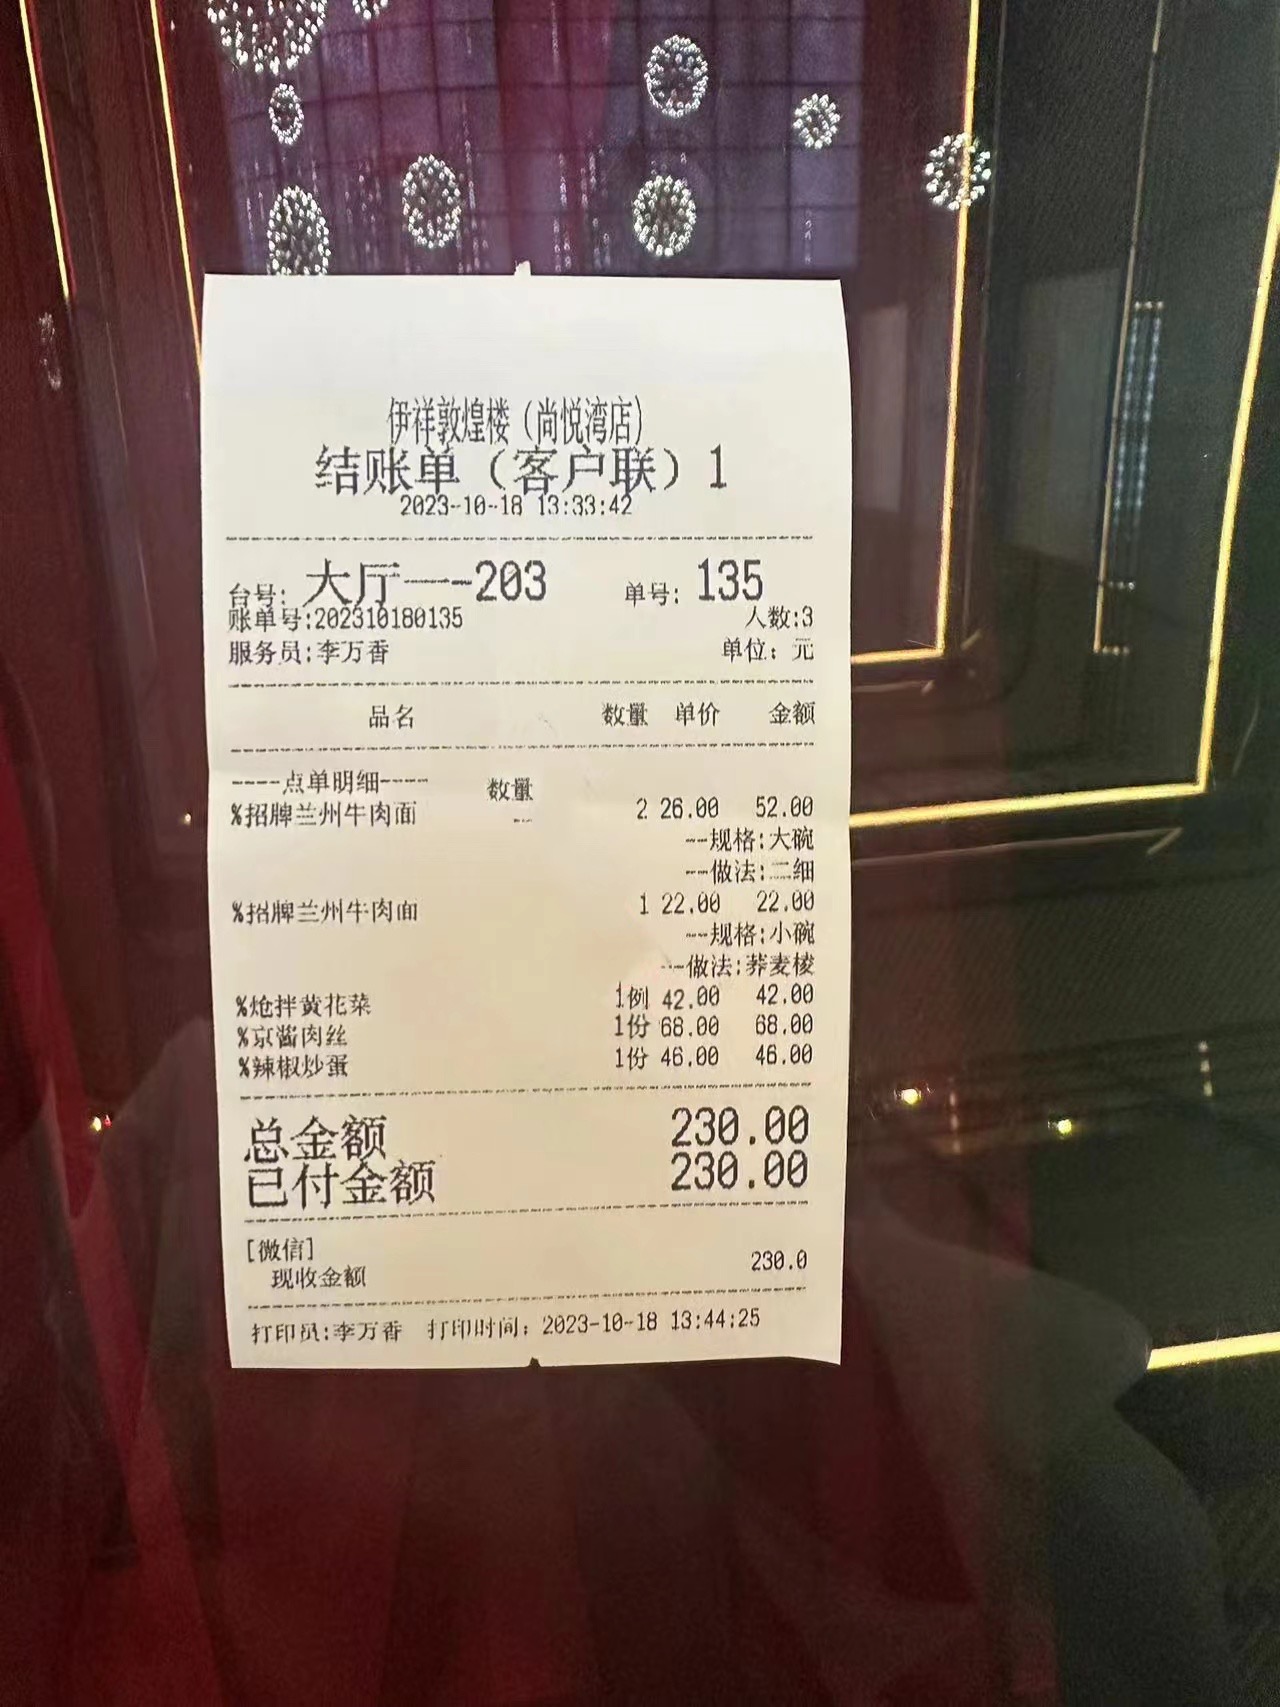 伊祥敦煌楼（尚悦湾店）
结账单（客户联）1
2023-10-18 13:33:42
台号: 大厅一--203 单号: 135
账单号:202310180135 人数:3
服务员:李万香 单位: 元
品名 数量 单价 金额
----点单明细---- 数量
%招牌兰州牛肉面 2 26.00 52.00
--规格:大碗
--做法:二细
%招牌兰州牛肉面 1 22.00 22.00
--规格:小碗
--做法:荞麦棱
%炝拌黄花菜 1例 42.00 42.00
%京酱肉丝 1份 68.00 68.00
%辣椒炒蛋 1份 46.00 46.00
总金额 230.00
已付金额 230.00
[微信]
现收金额 230.0
打印员:李万香 打印时间: 2023-10-18 13:44:25